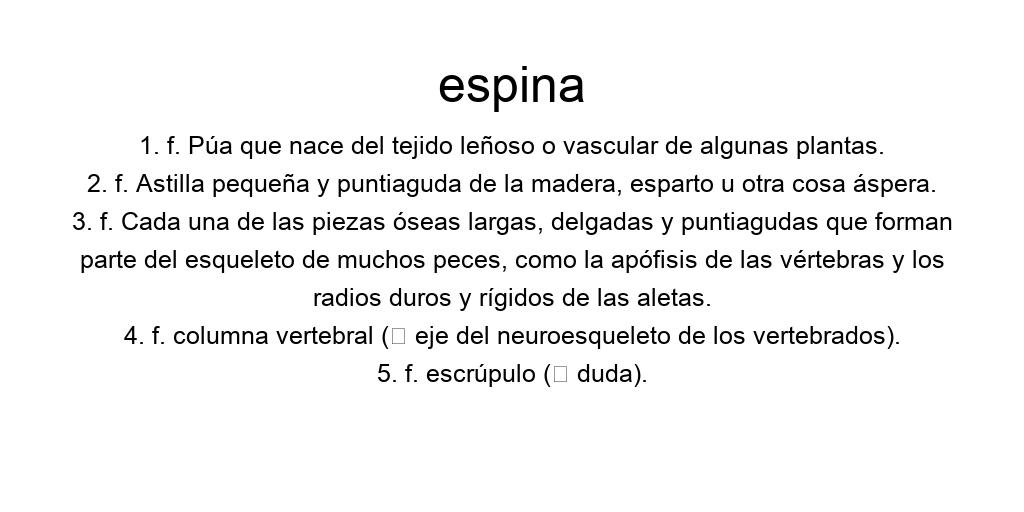 espina
1. f. Púa que nace del tejido leñoso o vascular de algunas plantas.
2. f. Astilla pequeña y puntiaguda de la madera, esparto u otra cosa áspera.
3. f. Cada una de las piezas óseas largas, delgadas y puntiagudas que forman
parte del esqueleto de muchos peces, como la apófisis de las vértebras y los
radios duros y rígidos de las aletas.
4. f. columna vertebral (□ eje del neuroesqueleto de los vertebrados).
5. f. escrúpulo (□ duda).